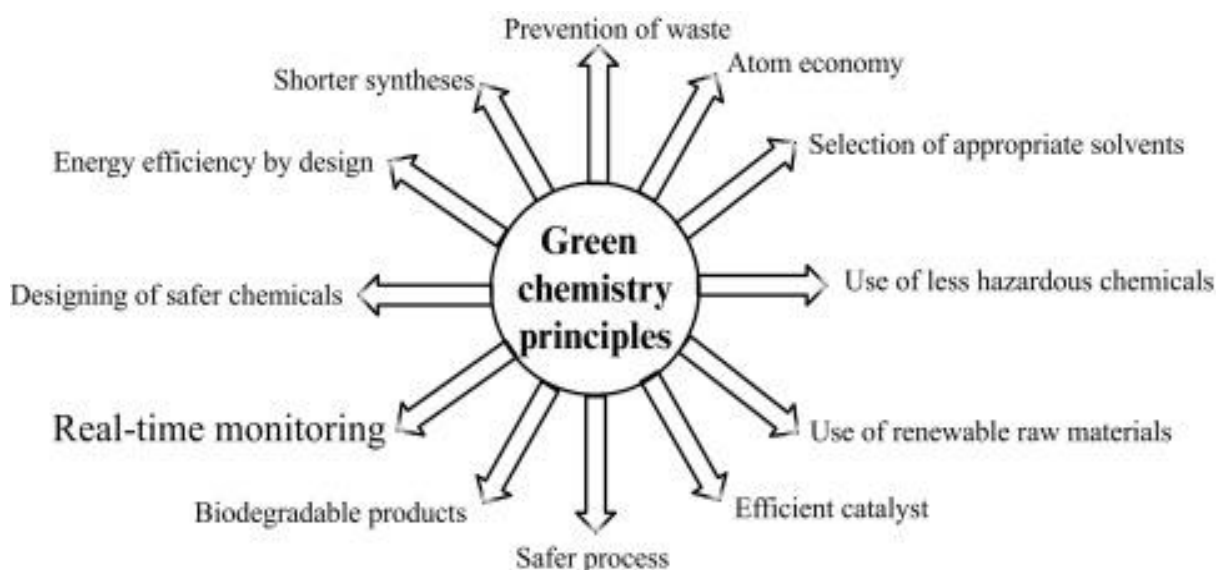 Prevention of waste
Atom economy
Shorter syntheses
Selection of appropriate solvents
Energy efficiency by design
Green
chemistry
principles
Use of less hazardous chemicals
Designing of safer chemicals
Real-time monitoring
Use of renewable raw materials
Biodegradable products
Efficient catalyst
Safer process